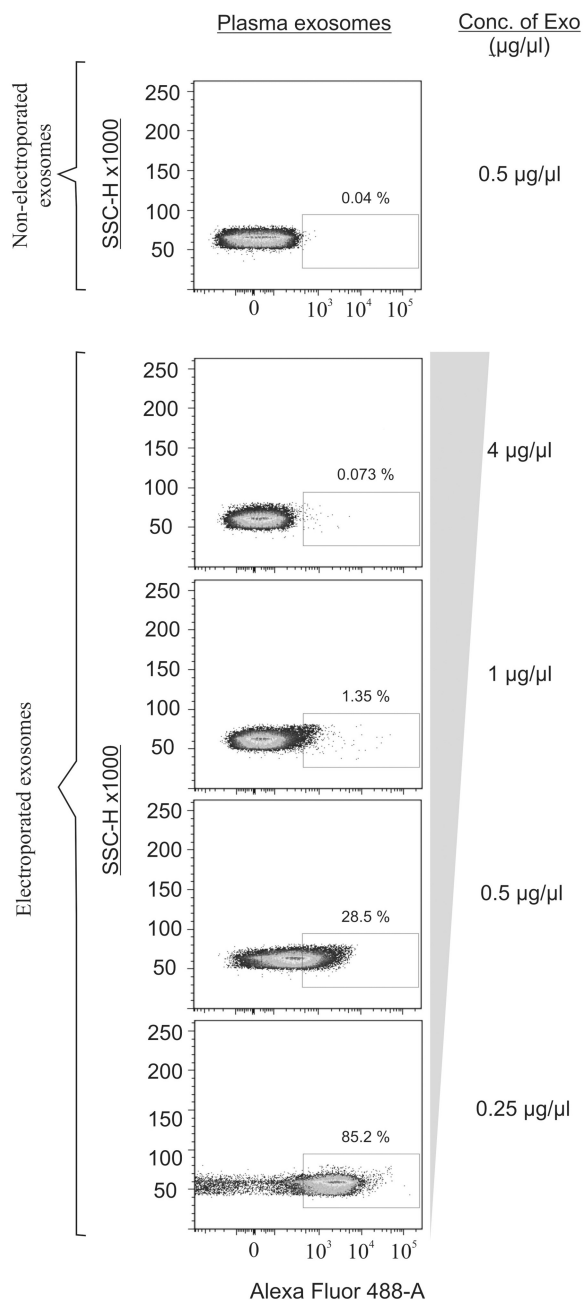 Plasma exosomes
Conc. of Exo
(µg/µl)
Non-electroporated
exosomes
SSC-H x1000
250
200
150
100
50
0.04 %
0 10³ 10⁴ 10⁵
0.5 µg/µl
Electroporated exosomes
SSC-H x1000
250
200
150
100
50
0.073 %
4 µg/µl
250
200
150
100
50
1.35 %
1 µg/µl
250
200
150
100
50
28.5 %
0.5 µg/µl
250
200
150
100
50
85.2 %
0 10³ 10⁴ 10⁵
0.25 µg/µl
Alexa Fluor 488-A